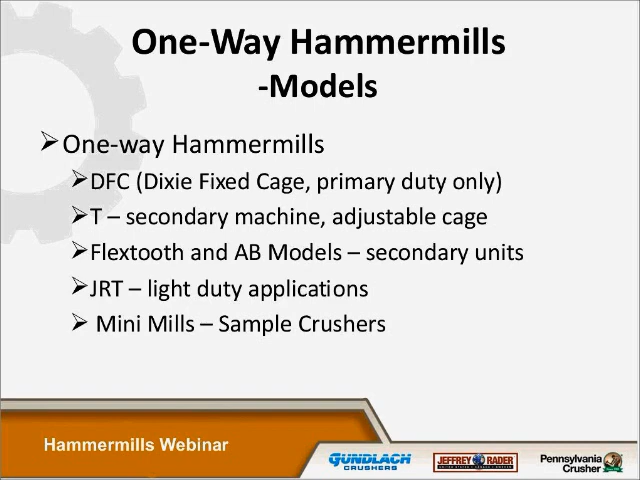 One-Way Hammermills
-Models
One-way Hammermills
DFC (Dixie Fixed Cage, primary duty only)
T – secondary machine, adjustable cage
Flextooth and AB Models – secondary units
JRT – light duty applications
Mini Mills – Sample Crushers
Hammermills Webinar
GUNDLACH
CRUSHERS
JEFFREY RADER
Pennsylvania
Crusher